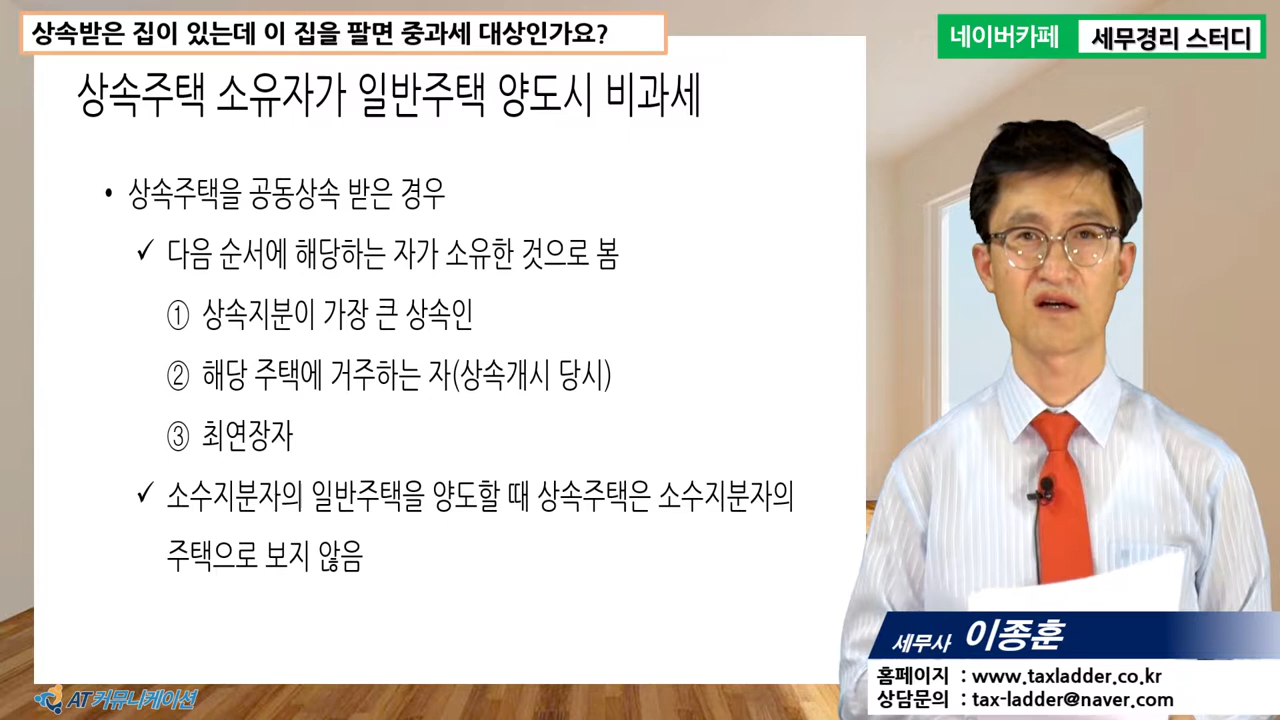 상속받은 집이 있는데 이 집을 팔면 중과세 대상인가요?
네이버카페 세무경리 스터디
상속주택 소유자가 일반주택 양도시 비과세
• 상속주택을 공동상속 받은 경우
✓ 다음 순서에 해당하는 자가 소유한 것으로 봄
① 상속지분이 가장 큰 상속인
② 해당 주택에 거주하는 자(상속개시 당시)
③ 최연장자
✓ 소수지분자의 일반주택을 양도할 때 상속주택은 소수지분자의
주택으로 보지 않음
세무사 이종훈
홈페이지 : www.taxladder.co.kr
상담문의 : tax-ladder@naver.com
AT커뮤니케이션